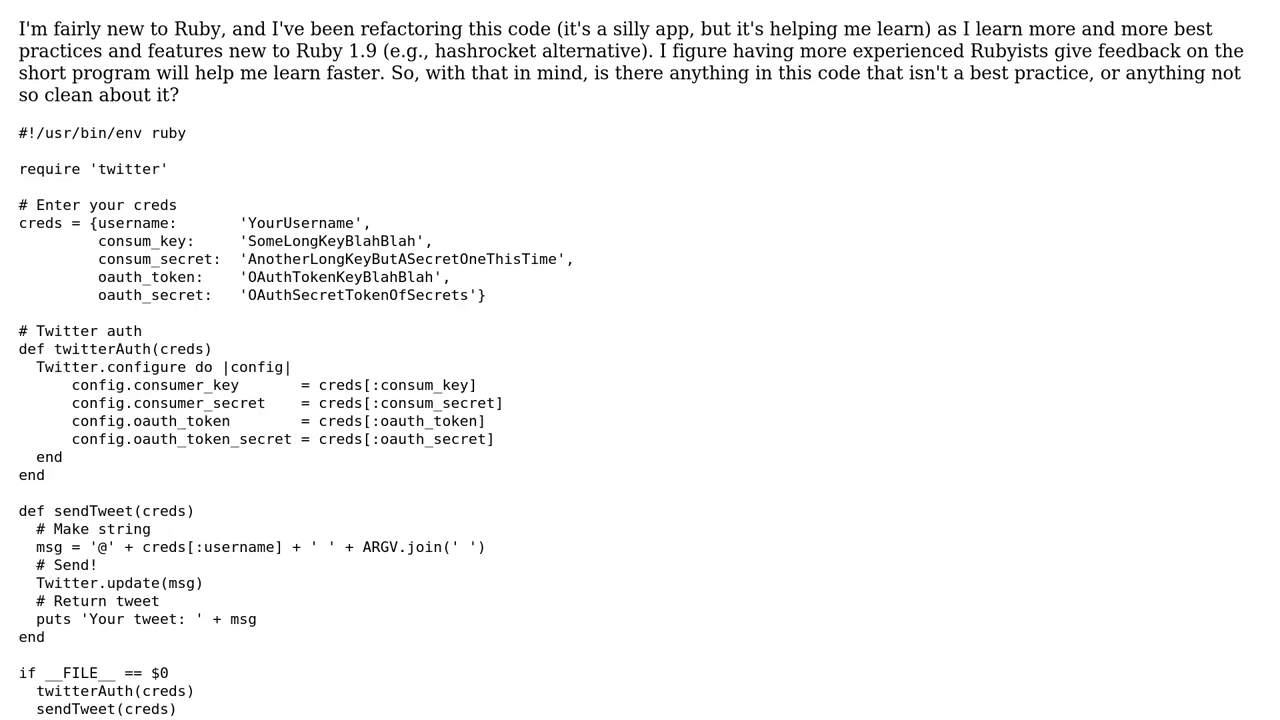 I'm fairly new to Ruby, and I've been refactoring this code (it's a silly app, but it's helping me learn) as I learn more and more best
practices and features new to Ruby 1.9 (e.g., hashrocket alternative). I figure having more experienced Rubyists give feedback on the
short program will help me learn faster. So, with that in mind, is there anything in this code that isn't a best practice, or anything not
so clean about it?

#!/usr/bin/env ruby

require 'twitter'

# Enter your creds
creds = {username:       'YourUsername',
         consum_key:     'SomeLongKeyBlahBlah',
         consum_secret:  'AnotherLongKeyButASecretOneThisTime',
         oauth_token:    'OAuthTokenKeyBlahBlah',
         oauth_secret:   'OAuthSecretTokenOfSecrets'}

# Twitter auth
def twitterAuth(creds)
  Twitter.configure do |config|
      config.consumer_key       = creds[:consum_key]
      config.consumer_secret    = creds[:consum_secret]
      config.oauth_token        = creds[:oauth_token]
      config.oauth_token_secret = creds[:oauth_secret]
  end
end

def sendTweet(creds)
  # Make string
  msg = '@' + creds[:username] + ' ' + ARGV.join(' ')
  # Send!
  Twitter.update(msg)
  # Return tweet
  puts 'Your tweet: ' + msg
end

if __FILE__ == $0
  twitterAuth(creds)
  sendTweet(creds)